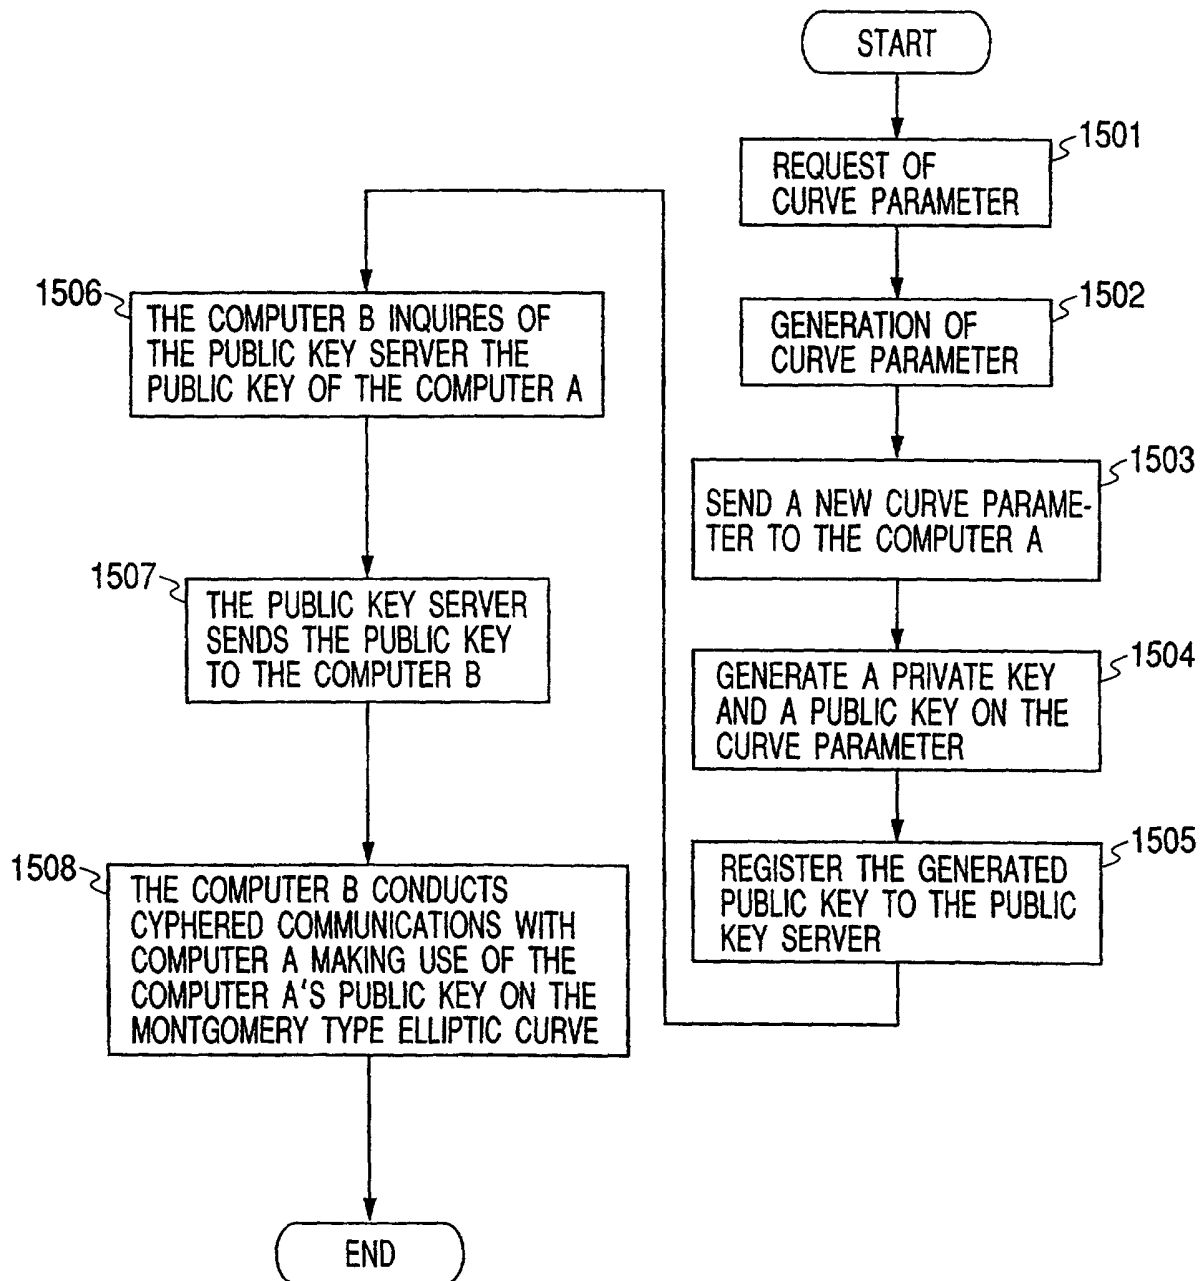 START
1501
REQUEST OF
CURVE PARAMETER
1502
GENERATION OF
CURVE PARAMETER
1503
SEND A NEW CURVE PARAME-
TER TO THE COMPUTER A
1504
GENERATE A PRIVATE KEY
AND A PUBLIC KEY ON THE
CURVE PARAMETER
1505
REGISTER THE GENERATED
PUBLIC KEY TO THE PUBLIC
KEY SERVER
1506
THE COMPUTER B INQUIRES OF
THE PUBLIC KEY SERVER THE
PUBLIC KEY OF THE COMPUTER A
1507
THE PUBLIC KEY SERVER
SENDS THE PUBLIC KEY
TO THE COMPUTER B
1508
THE COMPUTER B CONDUCTS
CYPHERED COMMUNICATIONS WITH
COMPUTER A MAKING USE OF THE
COMPUTER A'S PUBLIC KEY ON THE
MONTGOMERY TYPE ELLIPTIC CURVE
END